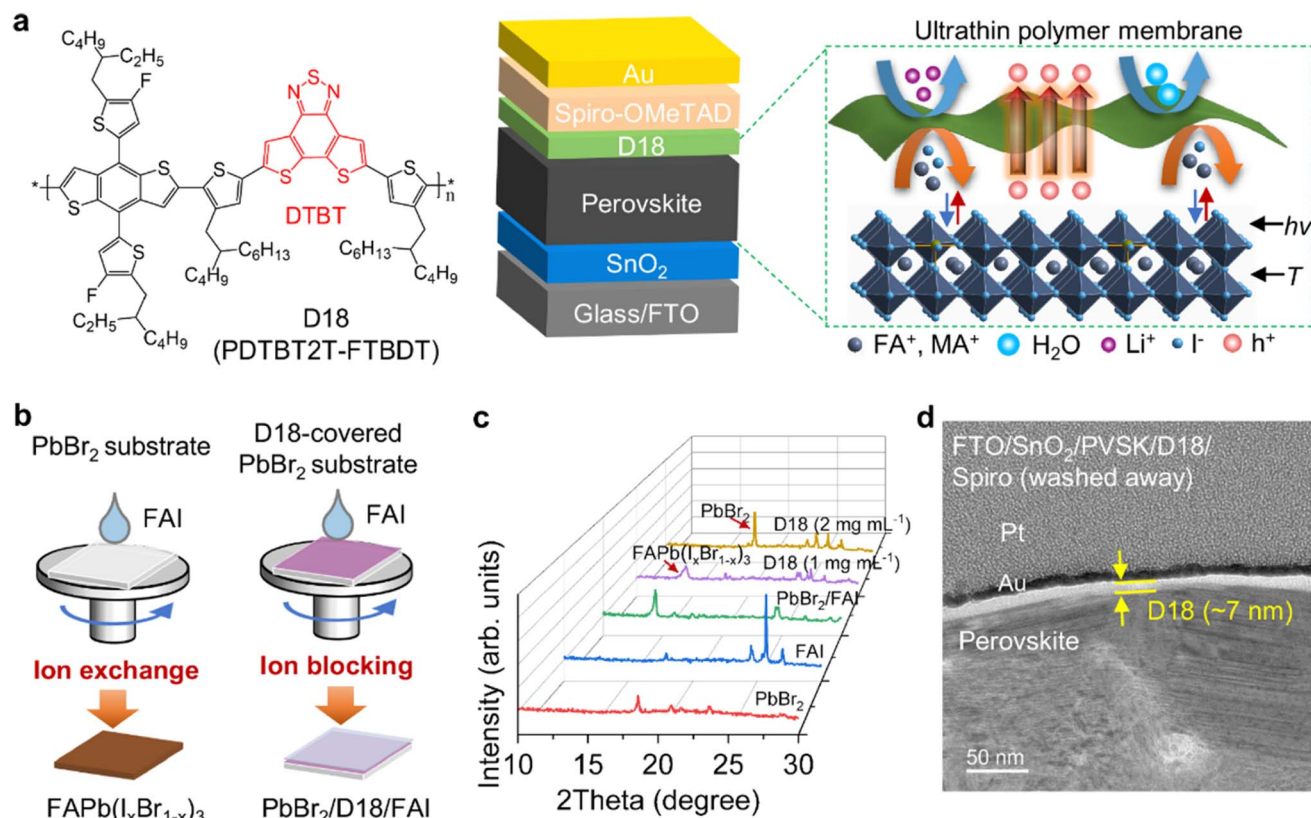 a
C₄H₉
C₂H₅
F
S
N
S
N
S
S
S
S
S
S
*
*
n
DTBT
S
F
C₄H₉
C₆H₁₃
C₆H₁₃
C₄H₉
C₂H₅
C₄H₉
D18
(PDTBT2T-FTBDT)
Au
Spiro-OMeTAD
D18
Perovskite
SnO₂
Glass/FTO
Ultrathin polymer membrane
hv
T
FA⁺, MA⁺ H₂O Li⁺ I⁻ h⁺
b
PbBr₂ substrate
FAI
Ion exchange
FAPb(IₓBr₁₋ₓ)₃
D18-covered
PbBr₂ substrate
FAI
Ion blocking
PbBr₂/D18/FAI
c
PbBr₂
D18 (2 mg mL⁻¹)
FAPb(IₓBr₁₋ₓ)₃
D18 (1 mg mL⁻¹)
PbBr₂/FAI
FAI
PbBr₂
Intensity (arb. units)
10 15 20 25 30
2Theta (degree)
d
FTO/SnO₂/PVSK/D18/
Spiro (washed away)
Pt
Au
D18 (~7 nm)
Perovskite
50 nm